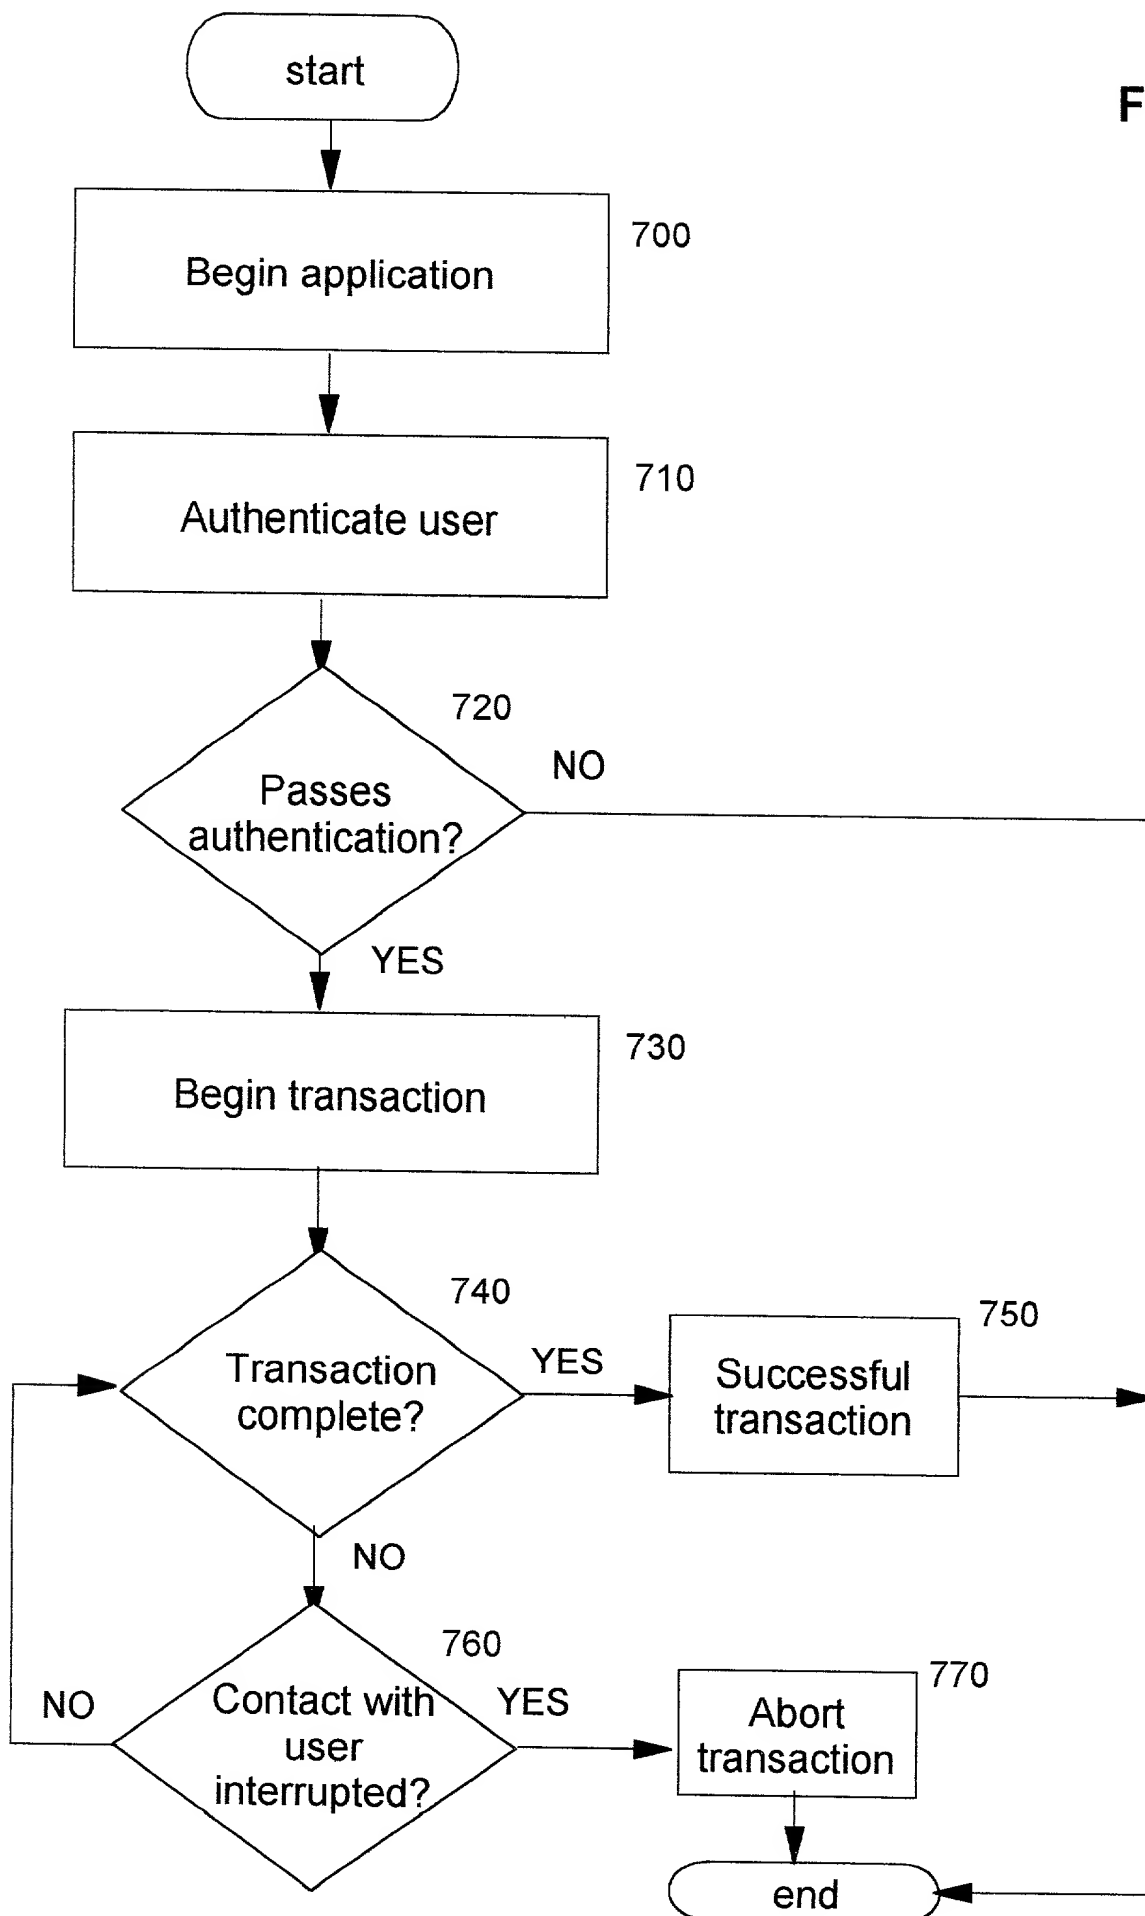 start
F
700
Begin application
710
Authenticate user
720
NO
Passes
authentication?
YES
730
Begin transaction
740
750
YES
Transaction
complete?
Successful
transaction
NO
760
770
NO
YES
Contact with
user
interrupted?
Abort
transaction
end